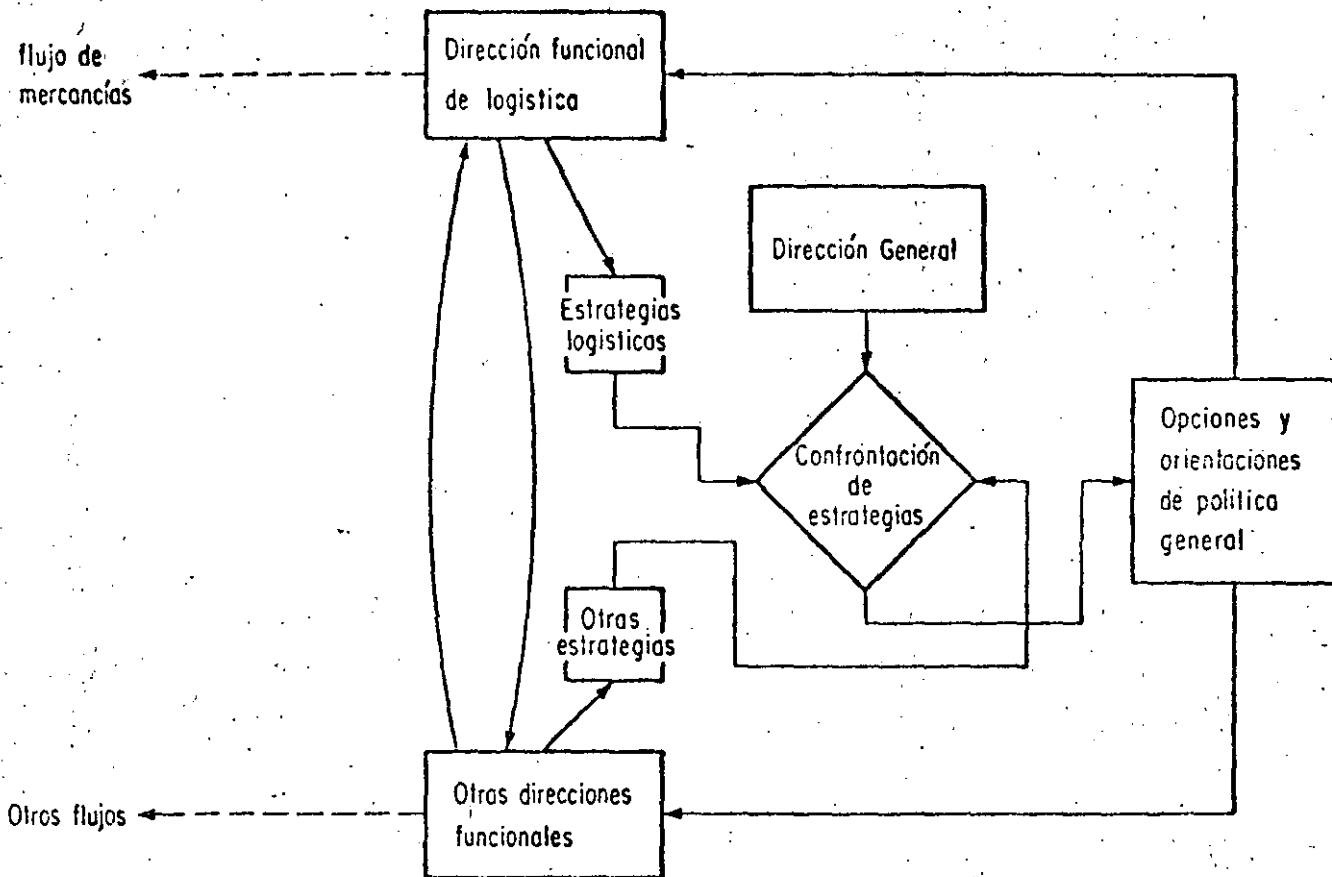 flujo de
mercancías
Dirección funcional
de logística
Dirección General
Estrategias
logísticas
Confrontación
de
estrategias
Opciones y
orientaciones
de política
general
Otras
estrategias
Otras direcciones
funcionales
Otros flujos